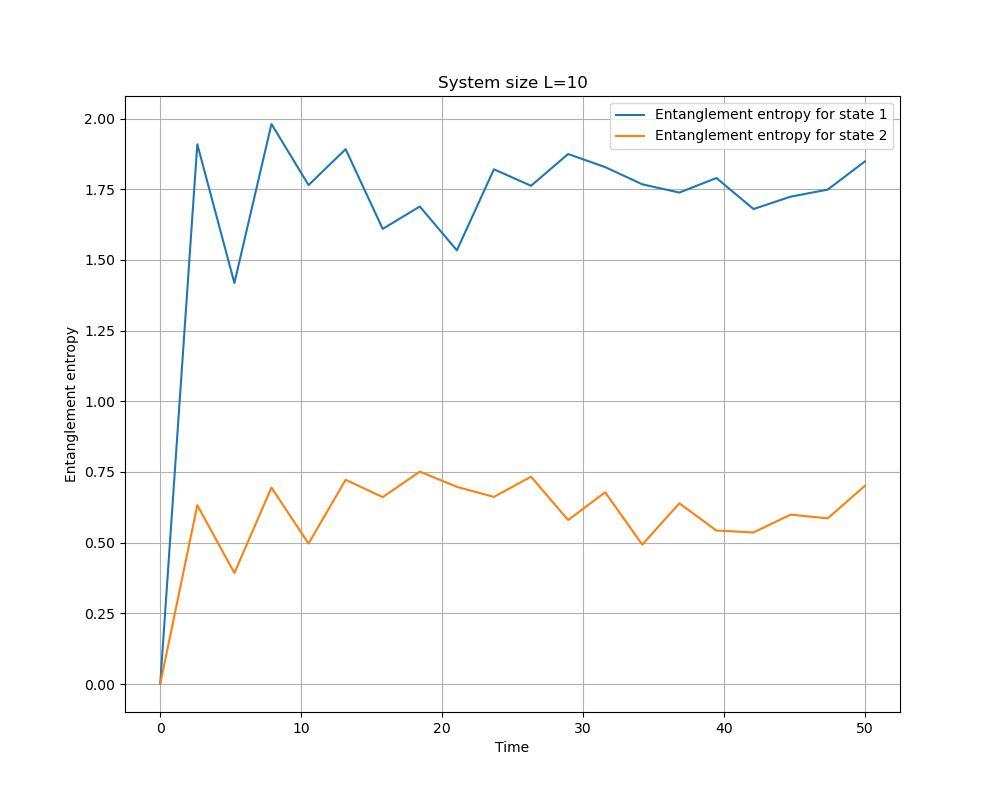 System size L=10
Entanglement entropy for state 1
Entanglement entropy for state 2
Entanglement entropy
2.00
1.75
1.50
1.25
1.00
0.75
0.50
0.25
0.00
0 10 20 30 40 50
Time